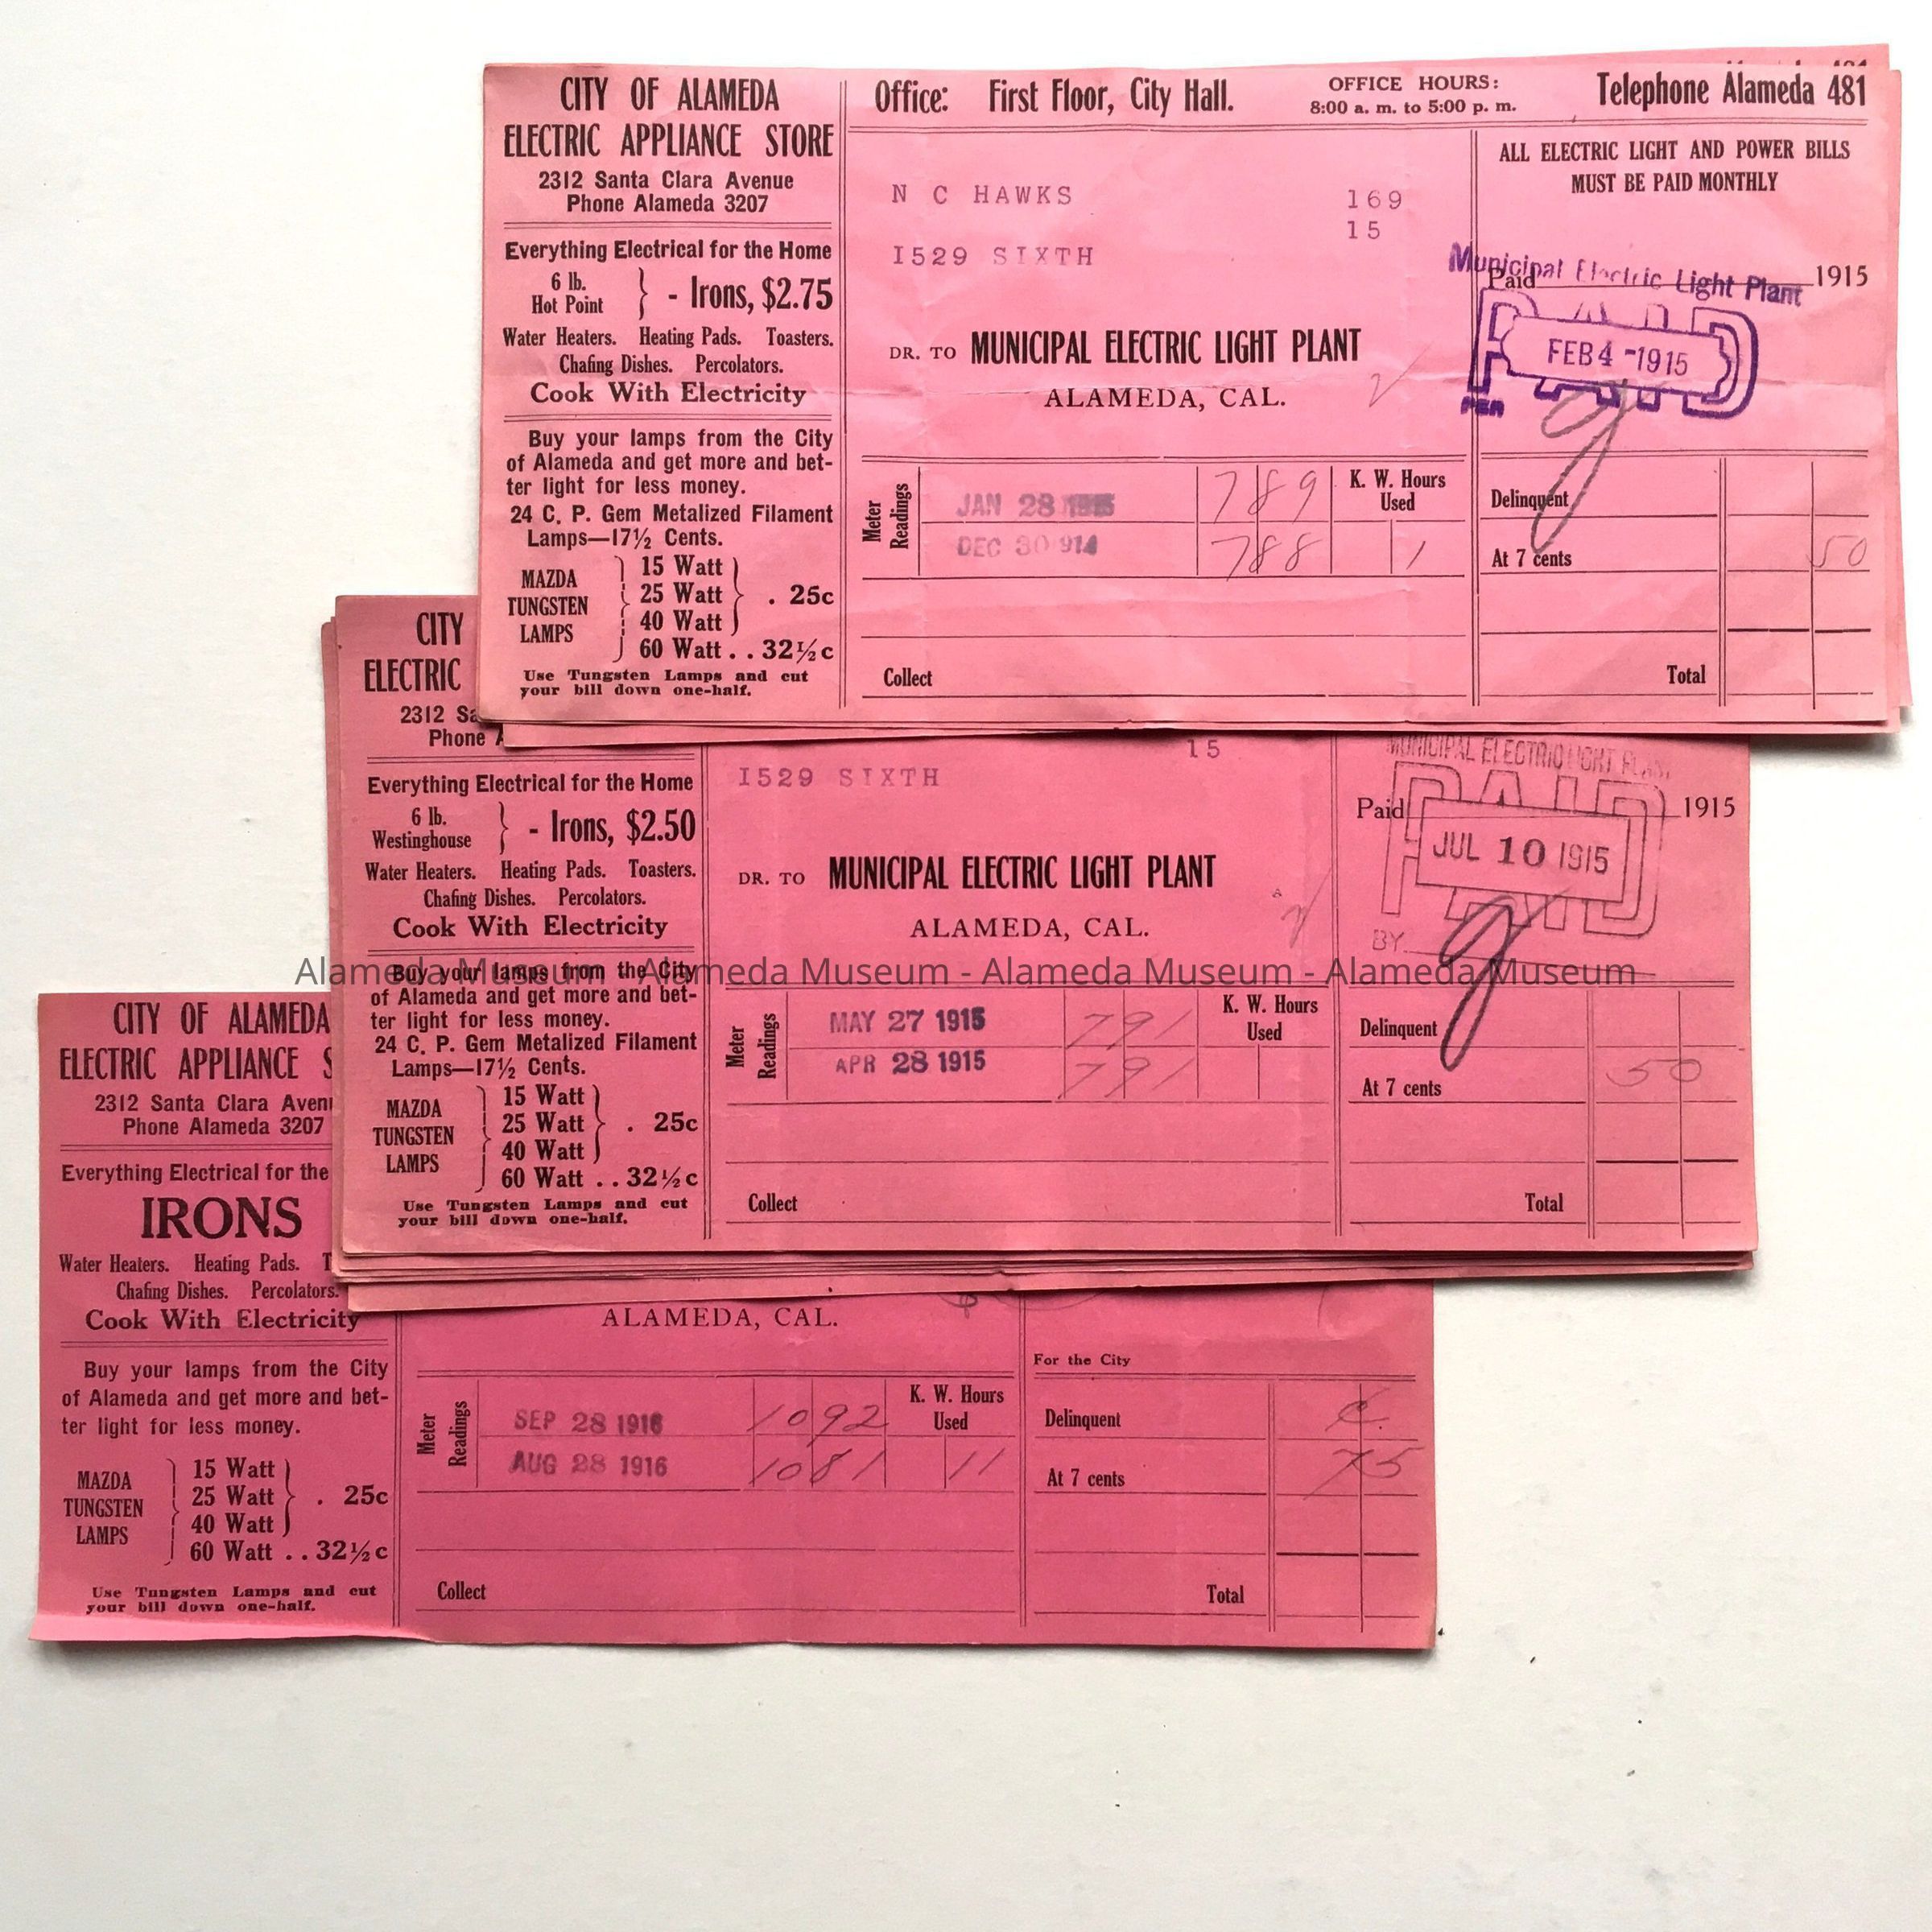 CITY OF ALAMEDA
ELECTRIC APPLIANCE STORE
2312 Santa Clara Avenue
Phone Alameda 3207
Everything Electrical for the Home
6 lb.
Hot Point } - Irons, $2.75
Water Heaters. Heating Pads. Toasters.
Chafing Dishes. Percolators.
Cook With Electricity
Buy your lamps from the City
of Alameda and get more and bet-
ter light for less money.
24 C. P. Gem Metalized Filament
Lamps—17½ Cents.
MAZDA
TUNGSTEN
LAMPS
15 Watt
25 Watt . 25c
40 Watt
60 Watt . . 32½c
Use Tungsten Lamps and cut
your bill down one-half.
Office: First Floor, City Hall.
OFFICE HOURS:
8:00 a. m. to 5:00 p. m.
Telephone Alameda 481
N C HAWKS 169
15
I529 SIXTH
DR. TO MUNICIPAL ELECTRIC LIGHT PLANT
ALAMEDA, CAL.
ALL ELECTRIC LIGHT AND POWER BILLS
MUST BE PAID MONTHLY
Municipal Electric Light Plant
Paid 1915
PAID
FEB 4 -1915
PER
Meter Readings
JAN 28 1915 789
DEC 30 914 788
K. W. Hours
Used
1
Delinquent
At 7 cents 50
Collect
Total
CITY
ELECTRIC
2312 Sa
Phone A
Everything Electrical for the Home
6 lb.
Westinghouse } - Irons, $2.50
Water Heaters. Heating Pads. Toasters.
Chafing Dishes. Percolators.
Cook With Electricity
Buy your lamps from the City
of Alameda and get more and bet-
ter light for less money.
24 C. P. Gem Metalized Filament
Lamps—17½ Cents.
MAZDA
TUNGSTEN
LAMPS
15 Watt
25 Watt . 25c
40 Watt
60 Watt . . 32½c
Use Tungsten Lamps and cut
your bill down one-half.
15
I529 SIXTH
DR. TO MUNICIPAL ELECTRIC LIGHT PLANT
ALAMEDA, CAL.
MUNICIPAL ELECTRIC LIGHT PLANT
Paid 1915
PAID
JUL 10 1915
BY
Meter Readings
MAY 27 1915 791
APR 28 1915 791
K. W. Hours
Used
Delinquent
At 7 cents 50
Collect
Total
Alameda Museum - Alameda Museum - Alameda Museum - Alameda Museum
CITY OF ALAMEDA
ELECTRIC APPLIANCE S
2312 Santa Clara Aven
Phone Alameda 3207
Everything Electrical for the
IRONS
Water Heaters. Heating Pads. T
Chafing Dishes. Percolators.
Cook With Electricity
Buy your lamps from the City
of Alameda and get more and bet-
ter light for less money.
MAZDA
TUNGSTEN
LAMPS
15 Watt
25 Watt . 25c
40 Watt
60 Watt . . 32½c
Use Tungsten Lamps and cut
your bill down one-half.
ALAMEDA, CAL.
For the City
Meter Readings
SEP 28 1916 1092
AUG 28 1916 1081
K. W. Hours
Used
11
Delinquent
At 7 cents 75
Collect
Total